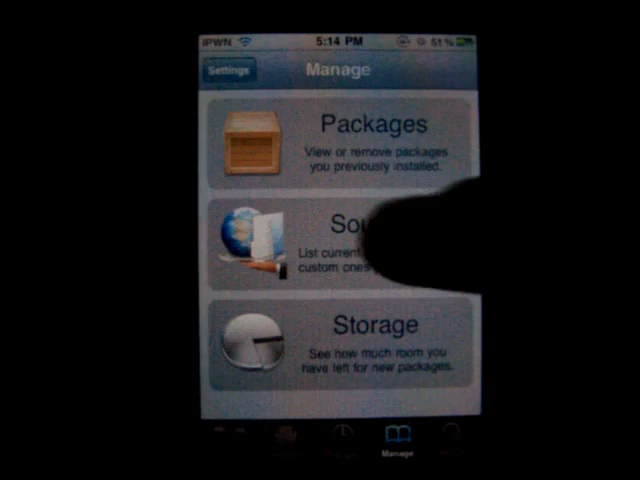 IPWN 5:14 PM 51%
Settings Manage
Packages
View or remove packages
you previously installed.
List current
custom ones
Storage
See how much room you
have left for new packages.
Manage